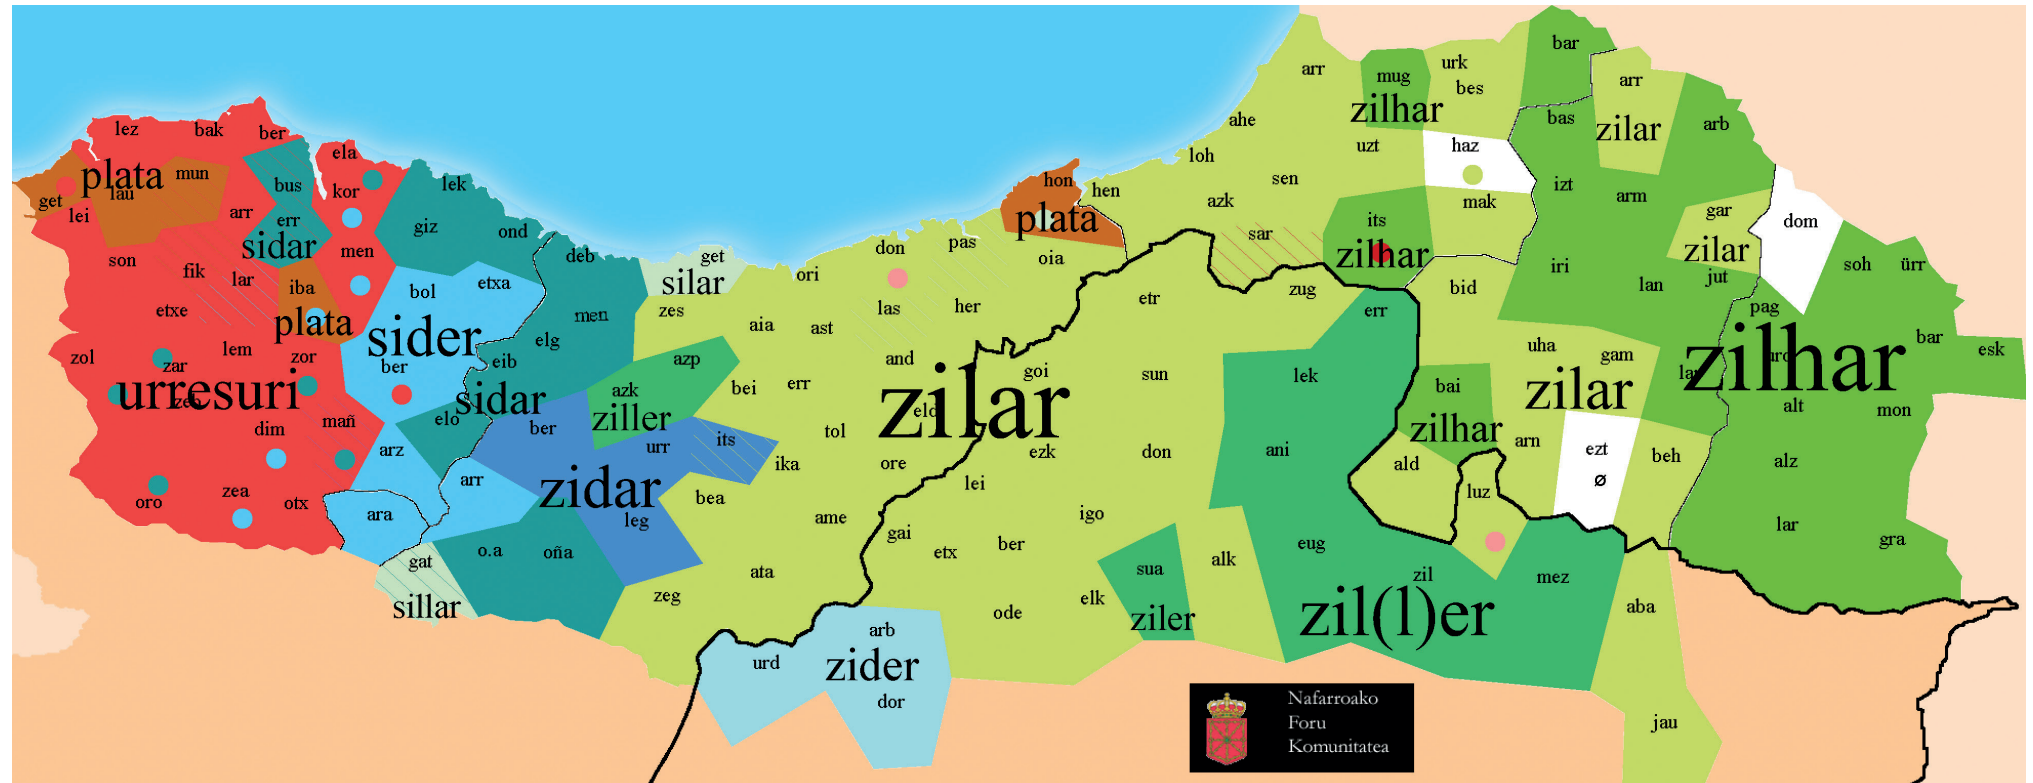 lez
bak
ber
ela
plata
mun
lau
get
lei
arr
bus
err
sidar
kor
men
lek
giz
ond
son
fik
lar
iba
plata
etxe
bol
etxa
sider
lem
zor
ber
zol
zar
urresuri
dim
mañ
arz
elo
oro
zea
otx
ara
arr
deb
men
elg
eib
sidar
ber
get
silar
zes
azp
azk
ziller
urr
its
zidar
leg
o.a
oña
gat
sillar
zeg
ata
ame
bea
ika
tol
ore
err
bei
aia
ast
ori
don
pas
las
her
and
eld
zilar
hon
hen
plata
oia
goi
ezk
lei
gai
etx
ber
igo
ode
elk
etr
sun
don
sua
ziler
alk
arb
urd
zider
dor
arr
mug
zilhar
urk
bes
bar
ahe
loh
uzt
haz
sen
azk
mak
its
zilhar
sar
zug
err
bid
lek
ani
eug
zil
zil(l)er
mez
luz
aba
jau
bas
arr
zilar
arb
izt
arm
gar
zilar
jut
iri
lan
dom
soh
ürr
pag
zilhar
bar
esk
uha
gam
zilar
bai
zilhar
ald
arn
ezt
ø
beh
alt
mon
alz
lar
gra
Nafarroako
Foru
Komunitatea